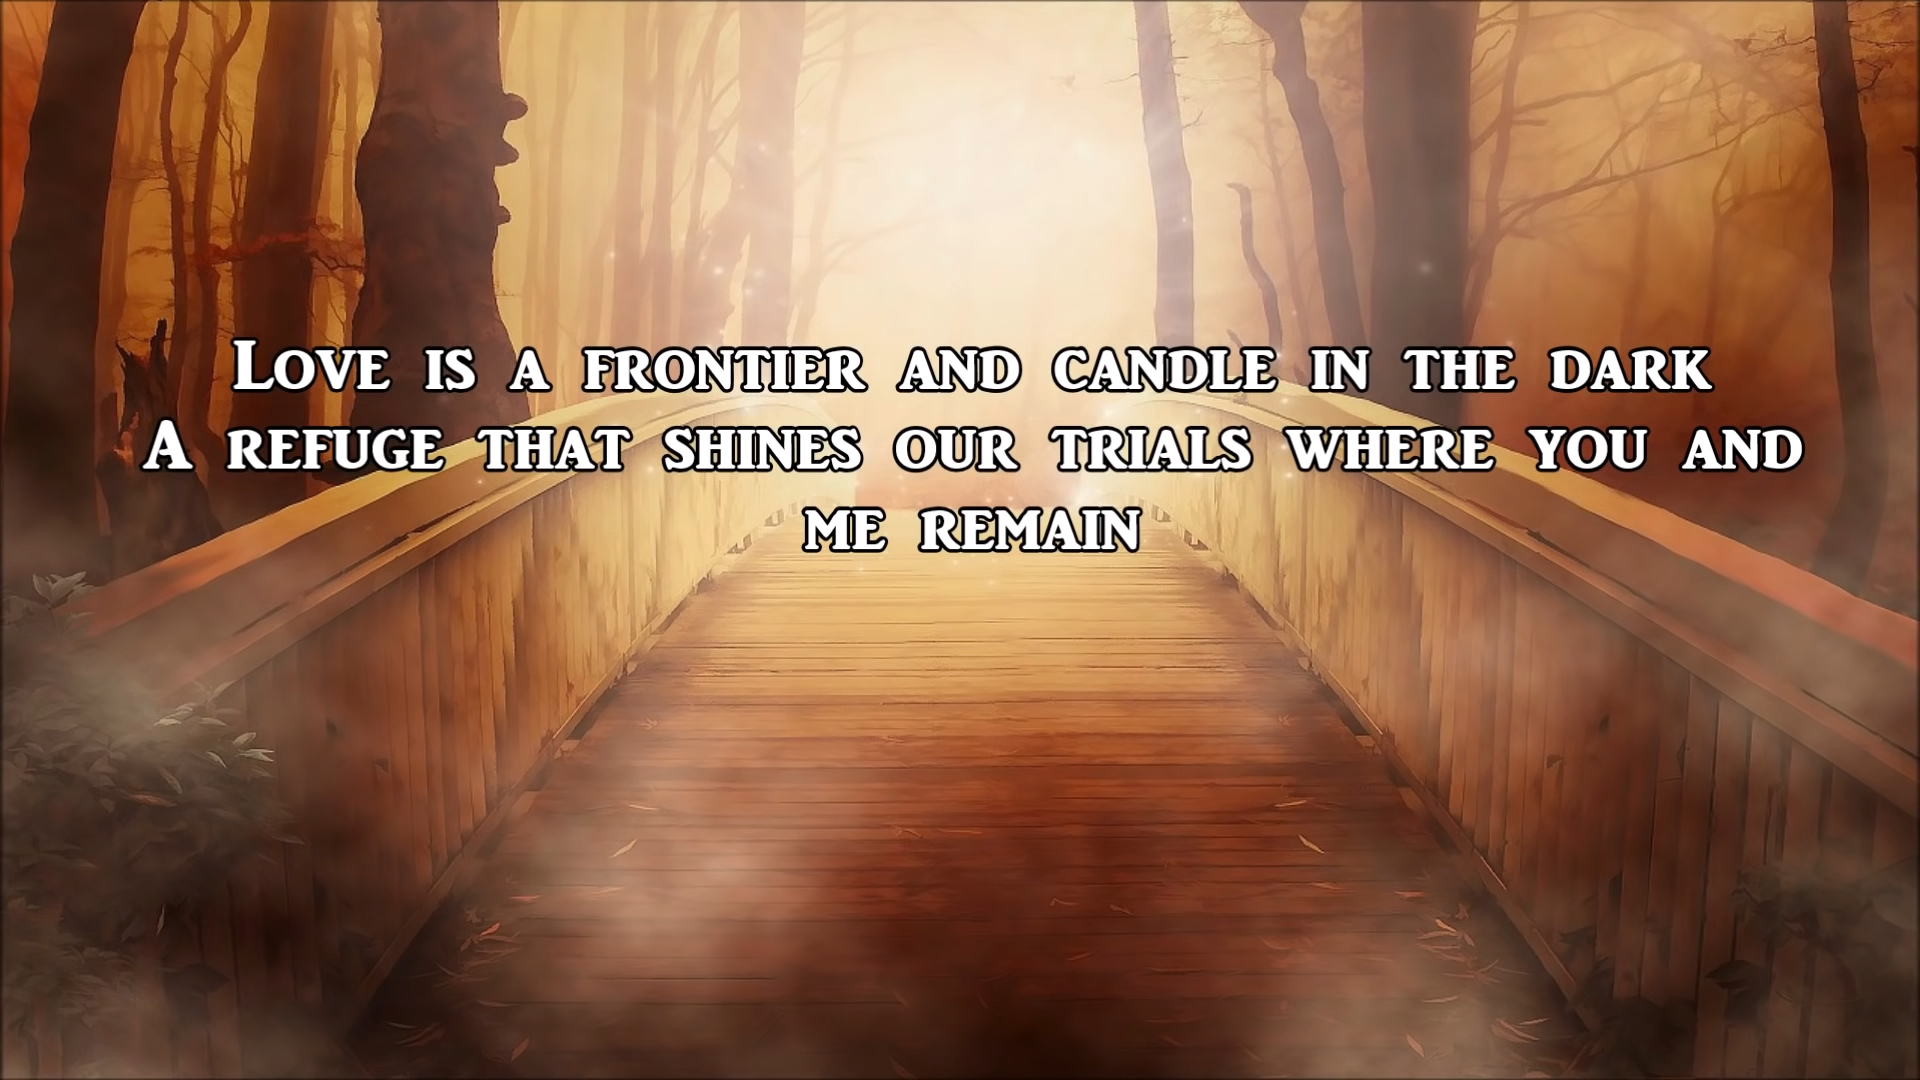 Love is a frontier and candle in the dark
A refuge that shines our trials where you and
me remain